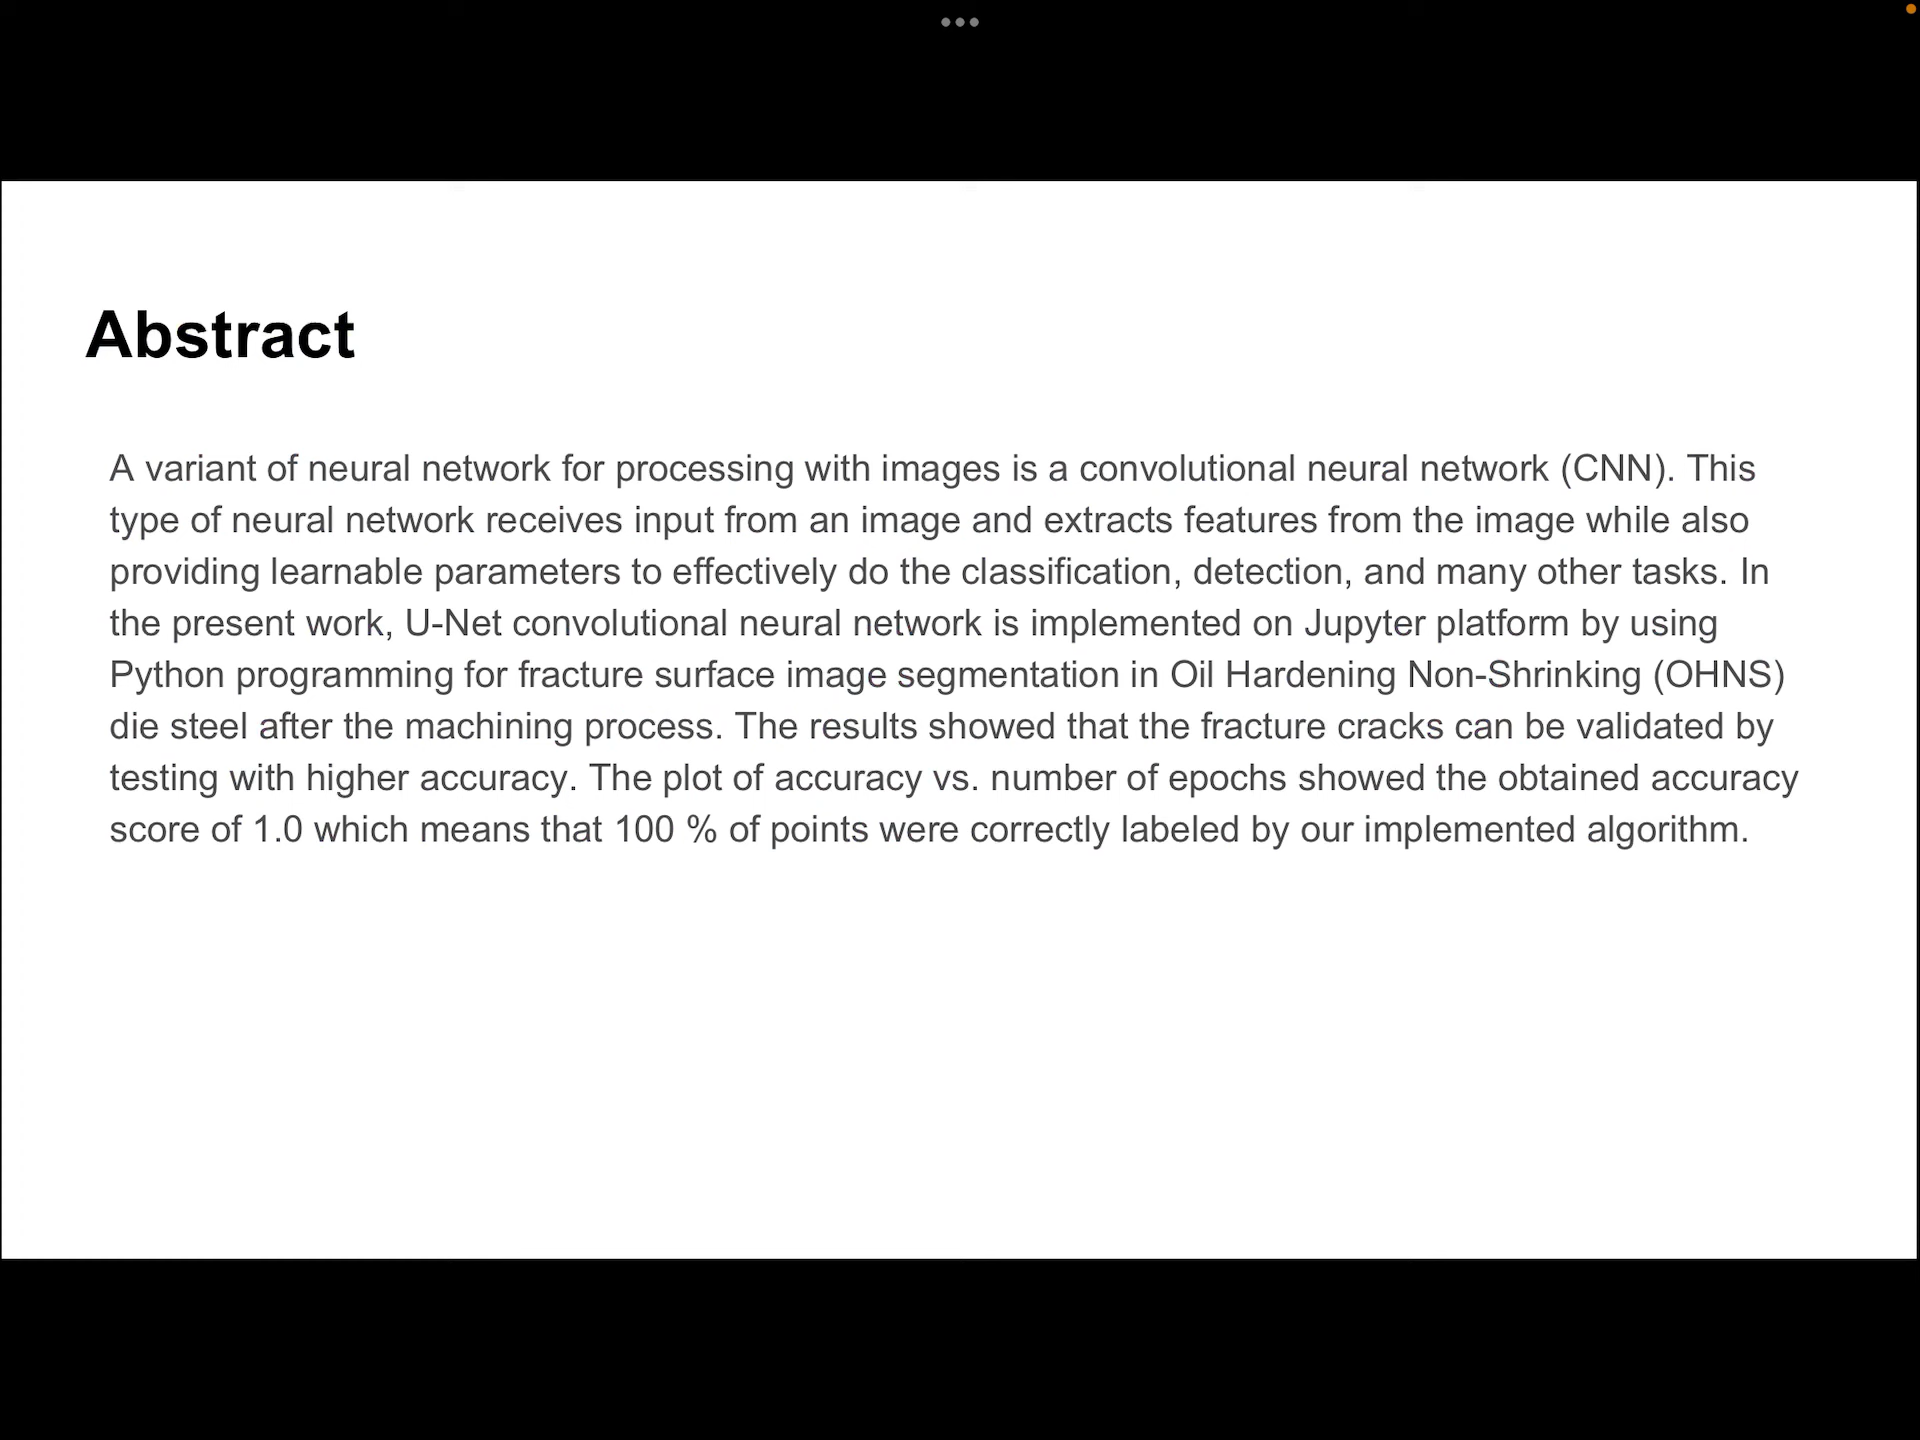 Abstract
A variant of neural network for processing with images is a convolutional neural network (CNN). This
type of neural network receives input from an image and extracts features from the image while also
providing learnable parameters to effectively do the classification, detection, and many other tasks. In
the present work, U-Net convolutional neural network is implemented on Jupyter platform by using
Python programming for fracture surface image segmentation in Oil Hardening Non-Shrinking (OHNS)
die steel after the machining process. The results showed that the fracture cracks can be validated by
testing with higher accuracy. The plot of accuracy vs. number of epochs showed the obtained accuracy
score of 1.0 which means that 100 % of points were correctly labeled by our implemented algorithm.